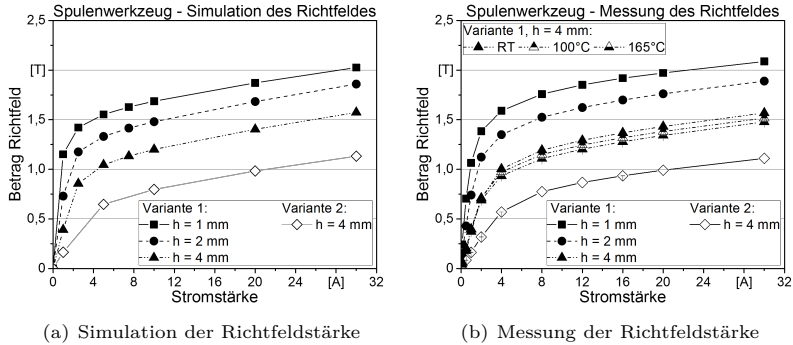 Spulenwerkzeug - Simulation des Richtfeldes
2,5
[T]
1,5
1,0
0,5
0
Betrag Richtfeld
Variante 1:
h = 1 mm
h = 2 mm
h = 4 mm
Variante 2:
h = 4 mm
0 4 8 12 16 20 24 [A] 32
Stromstärke
(a) Simulation der Richtfeldstärke
Spulenwerkzeug - Messung des Richtfeldes
2,5
[T]
1,5
1,0
0,5
0
Betrag Richtfeld
Variante 1, h = 4 mm:
RT 100°C 165°C
Variante 1:
h = 1 mm
h = 2 mm
h = 4 mm
Variante 2:
h = 4 mm
0 4 8 12 16 20 24 [A] 32
Stromstärke
(b) Messung der Richtfeldstärke